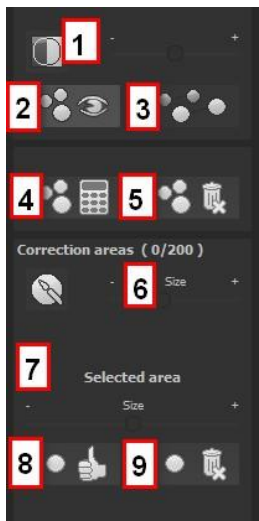 1
- +
2 3
4 5
Correction areas ( 0/200 )
- Size +
6
7
Selected area
- Size +
8 9